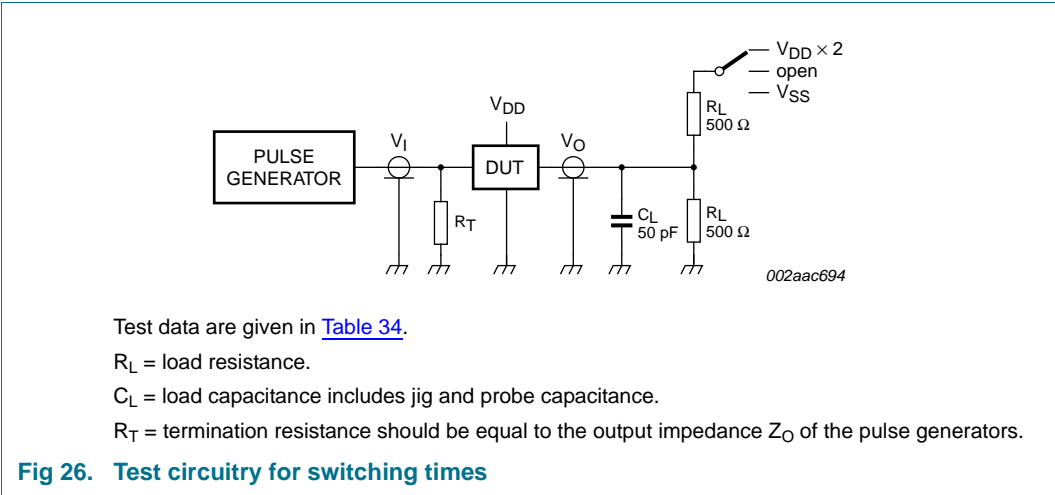 V_DD × 2
open
V_SS
R_L
500 Ω
V_DD
V_I
V_O
PULSE
GENERATOR
DUT
R_T
C_L
50 pF
R_L
500 Ω
002aac694
Test data are given in Table 34.
R_L = load resistance.
C_L = load capacitance includes jig and probe capacitance.
R_T = termination resistance should be equal to the output impedance Z_O of the pulse generators.
Fig 26. Test circuitry for switching times